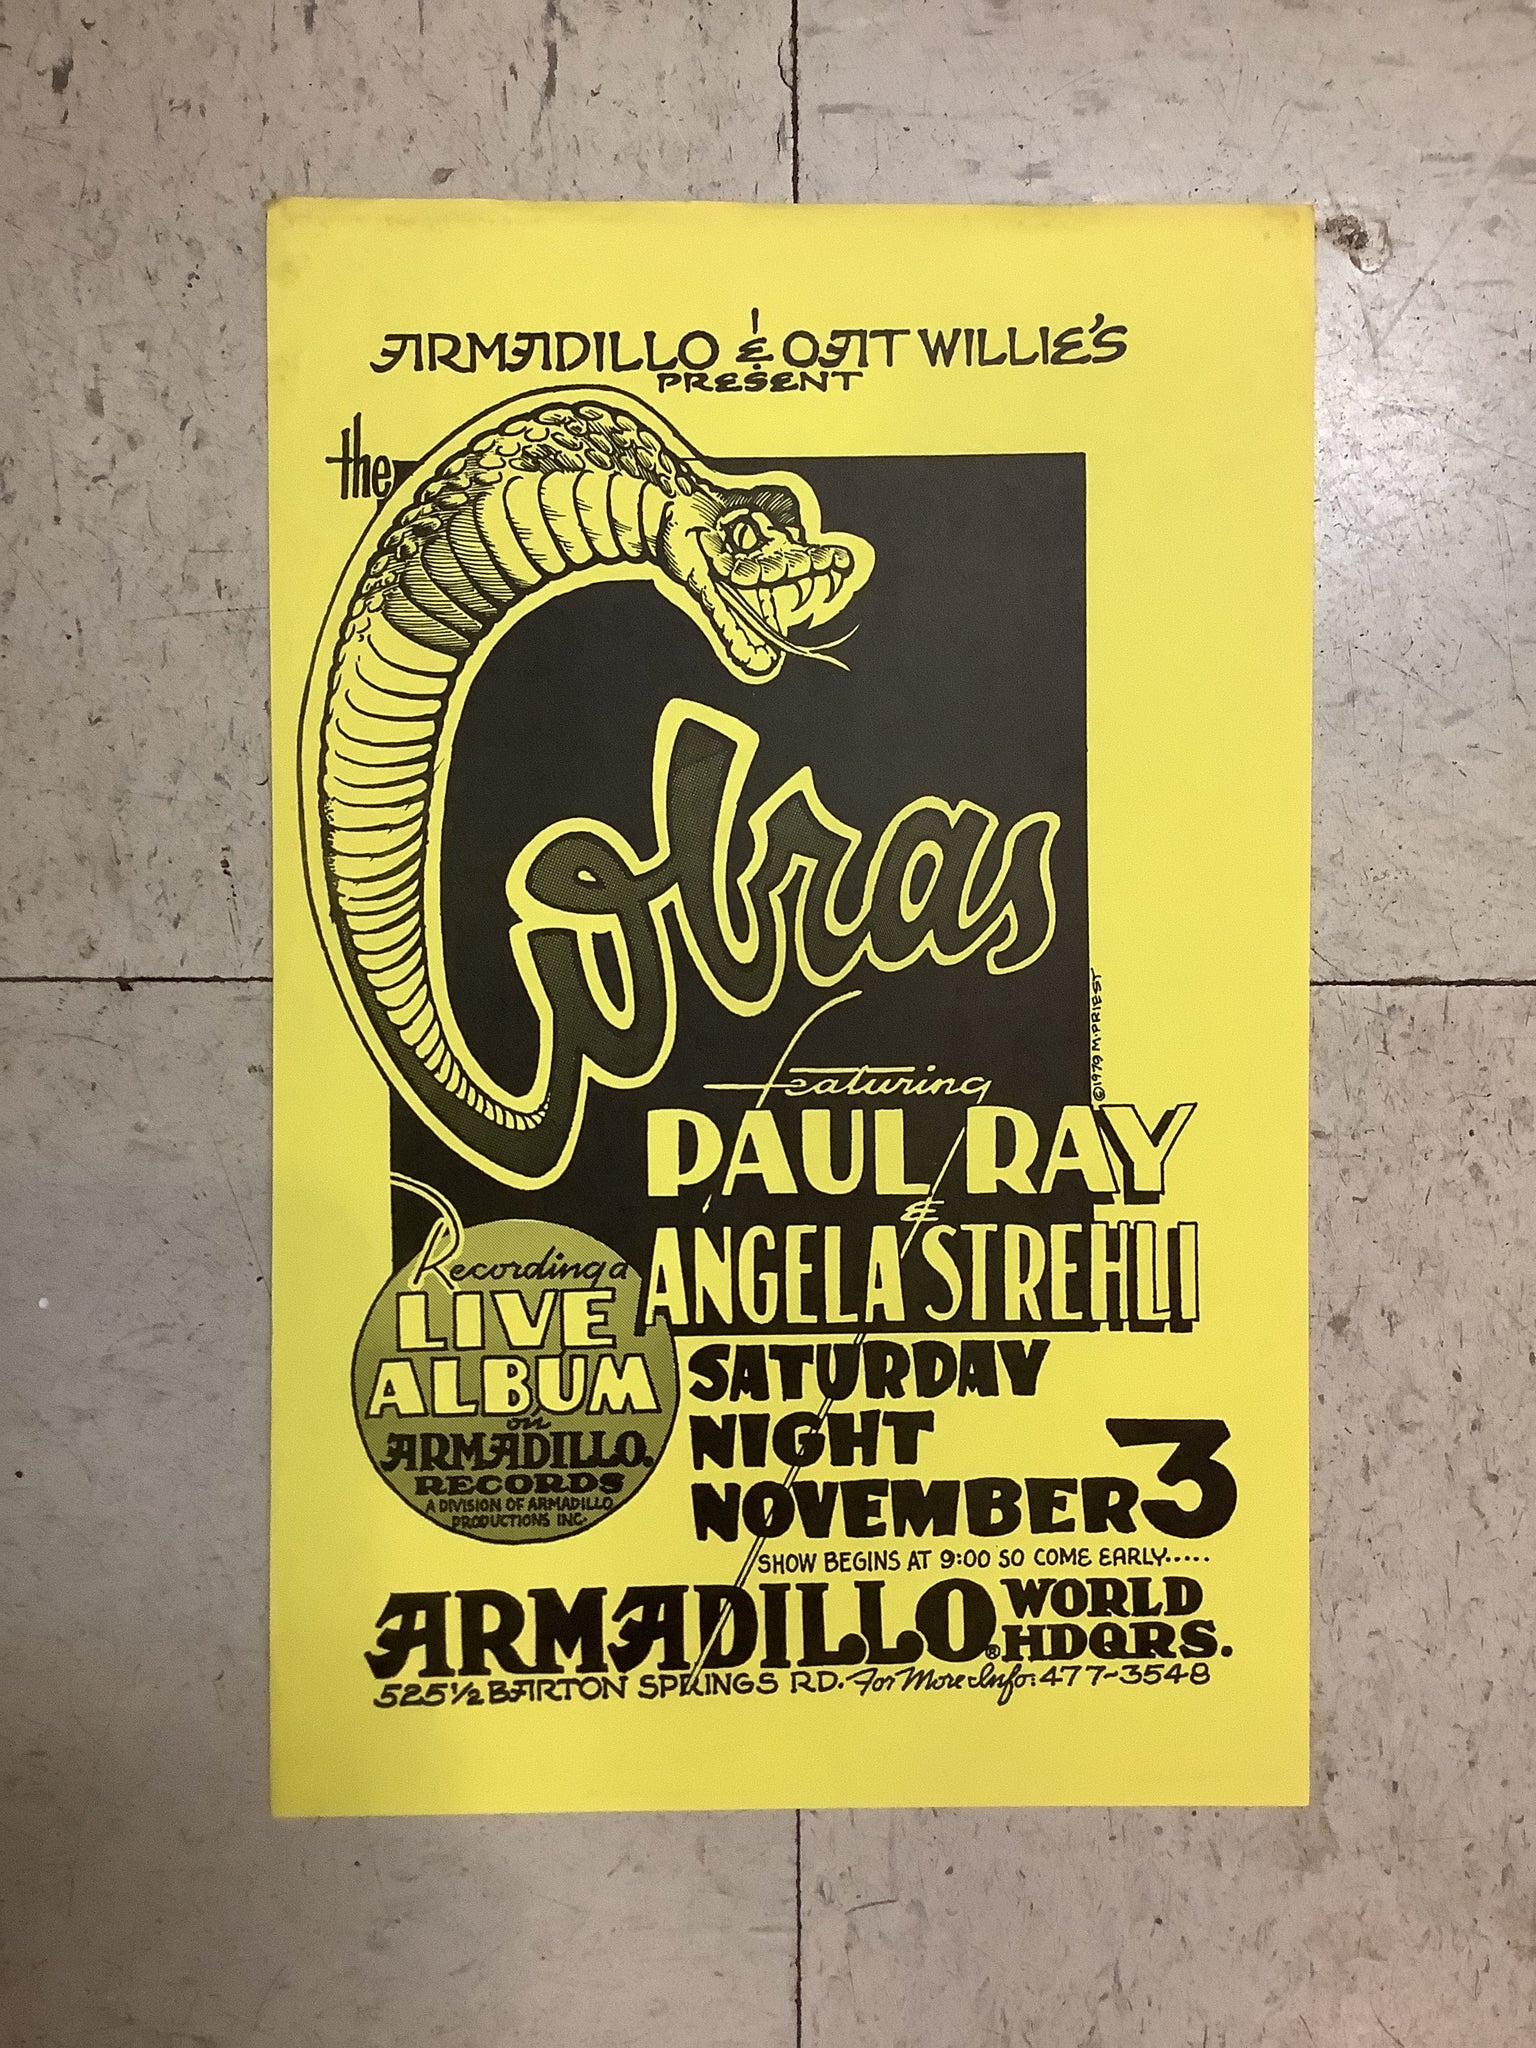 ARMADILLO & OAT WILLIE'S
PRESENT
the
Cobras
©1979 M.PRIEST
featuring
PAUL RAY
&
ANGELA STREHLI
Recording a
LIVE
ALBUM
on
ARMADILLO.
RECORDS
A DIVISION OF ARMADILLO
PRODUCTIONS INC.
SATURDAY
NIGHT
NOVEMBER 3
SHOW BEGINS AT 9:00 SO COME EARLY.....
ARMADILLO® WORLD
HDQRS.
525 1/2 BARTON SPRINGS RD. For More Info: 477-3548